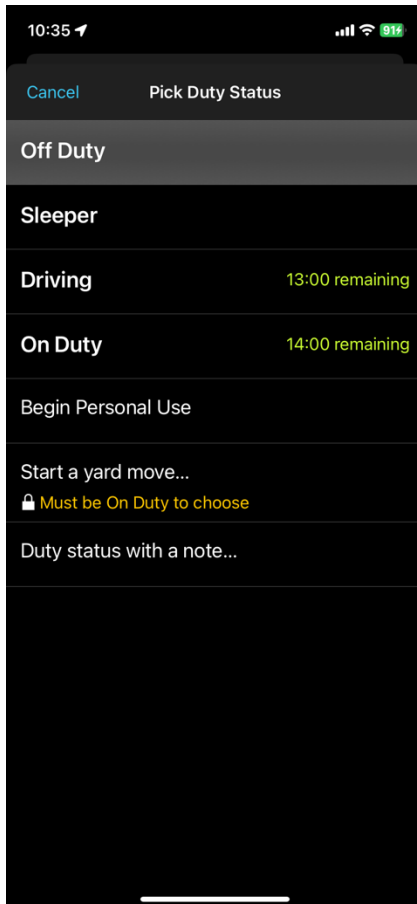 10:35
91
Cancel
Pick Duty Status
Off Duty
Sleeper
Driving
13:00 remaining
On Duty
14:00 remaining
Begin Personal Use
Start a yard move...
Must be On Duty to choose
Duty status with a note...